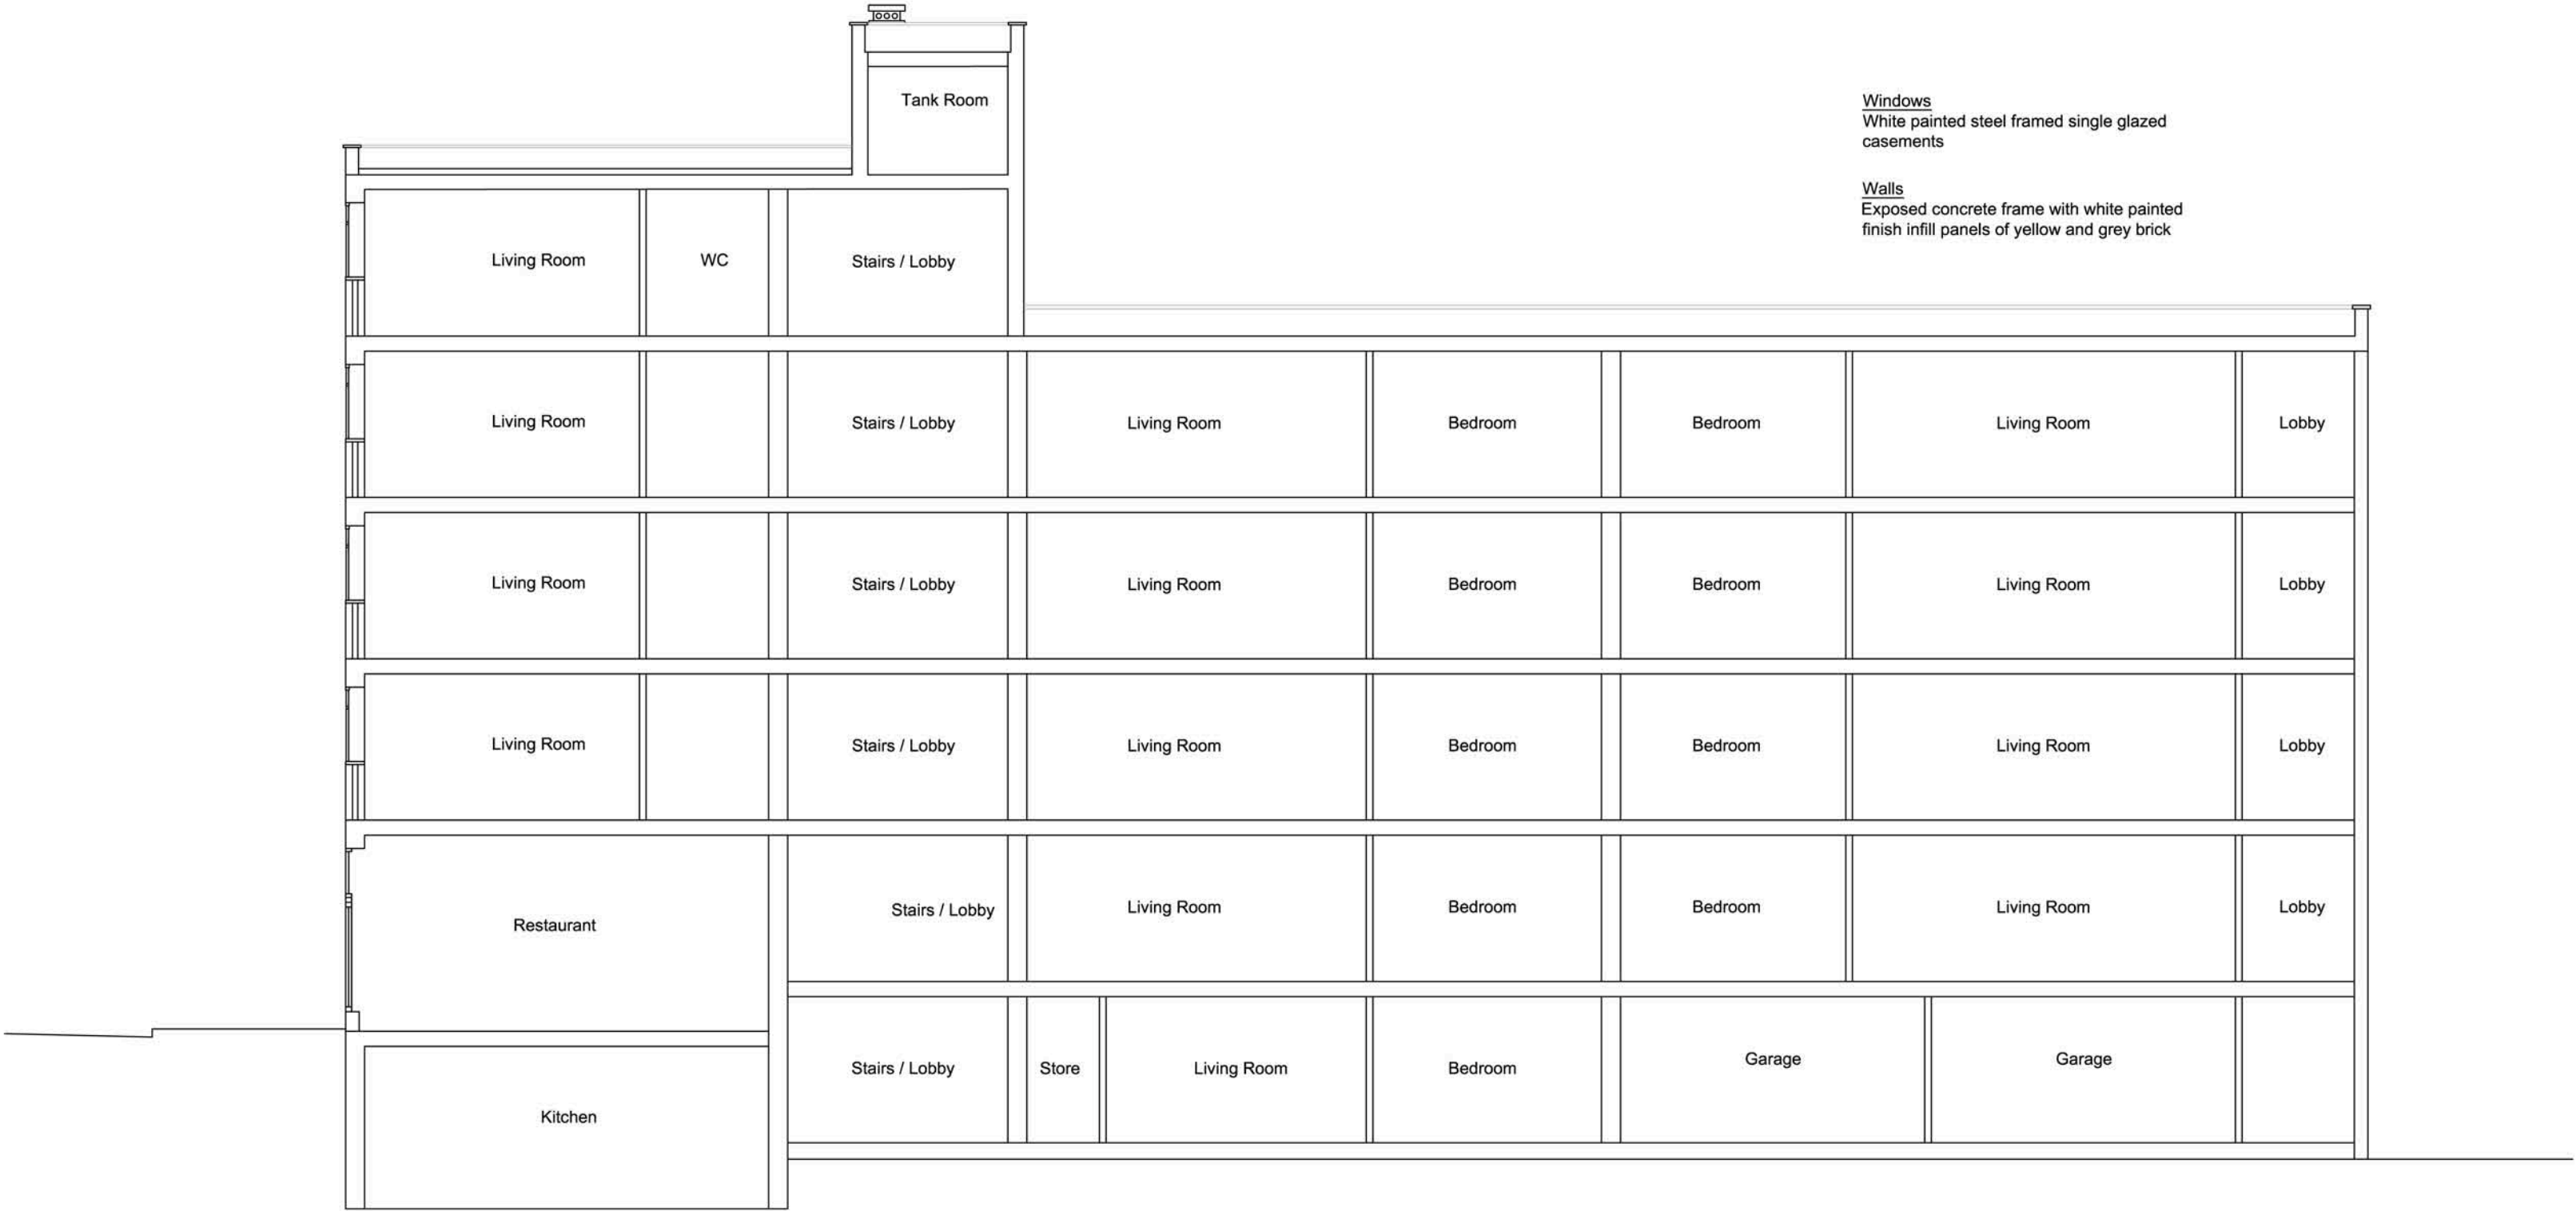 Tank Room
Windows
White painted steel framed single glazed
casements
Walls
Exposed concrete frame with white painted
finish infill panels of yellow and grey brick
Living Room
WC
Stairs / Lobby
Living Room
Stairs / Lobby
Living Room
Bedroom
Bedroom
Living Room
Lobby
Living Room
Stairs / Lobby
Living Room
Bedroom
Bedroom
Living Room
Lobby
Living Room
Stairs / Lobby
Living Room
Bedroom
Bedroom
Living Room
Lobby
Restaurant
Stairs / Lobby
Living Room
Bedroom
Bedroom
Living Room
Lobby
Kitchen
Stairs / Lobby
Store
Living Room
Bedroom
Garage
Garage